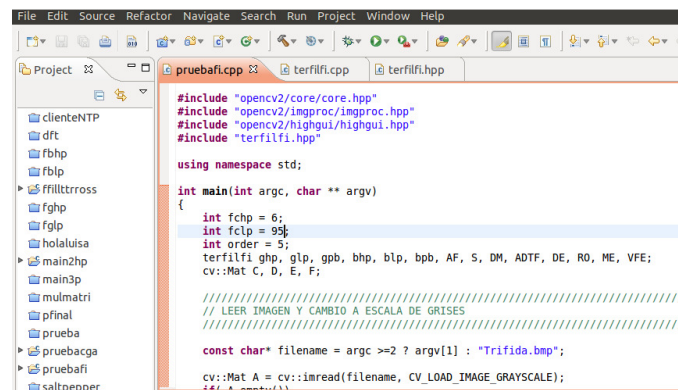 File Edit Source Refactor Navigate Search Run Project Window Help
Project
pruebafi.cpp
terfilfi.cpp
terfilfi.hpp
clienteNTP
dft
fbhp
fblp
ffillttrross
fghp
fglp
holaluisa
main2hp
main3p
mulmatri
pfinal
prueba
pruebacga
pruebafi
saltpepper
#include "opencv2/core/core.hpp"
#include "opencv2/imgproc/imgproc.hpp"
#include "opencv2/highgui/highgui.hpp"
#include "terfilfi.hpp"
using namespace std;
int main(int argc, char ** argv)
{
int fchp = 6;
int fclp = 95;
int order = 5;
terfilfi ghp, glp, gpb, bhp, blp, bpb, AF, S, DM, ADTF, DE, RO, ME, VFE;
cv::Mat C, D, E, F;
////////////////////////////////////////////////////////////////////////////
// LEER IMAGEN Y CAMBIO A ESCALA DE GRISES
////////////////////////////////////////////////////////////////////////////
const char* filename = argc >=2 ? argv[1] : "Trifida.bmp";
cv::Mat A = cv::imread(filename, CV_LOAD_IMAGE_GRAYSCALE);
if( A.empty())